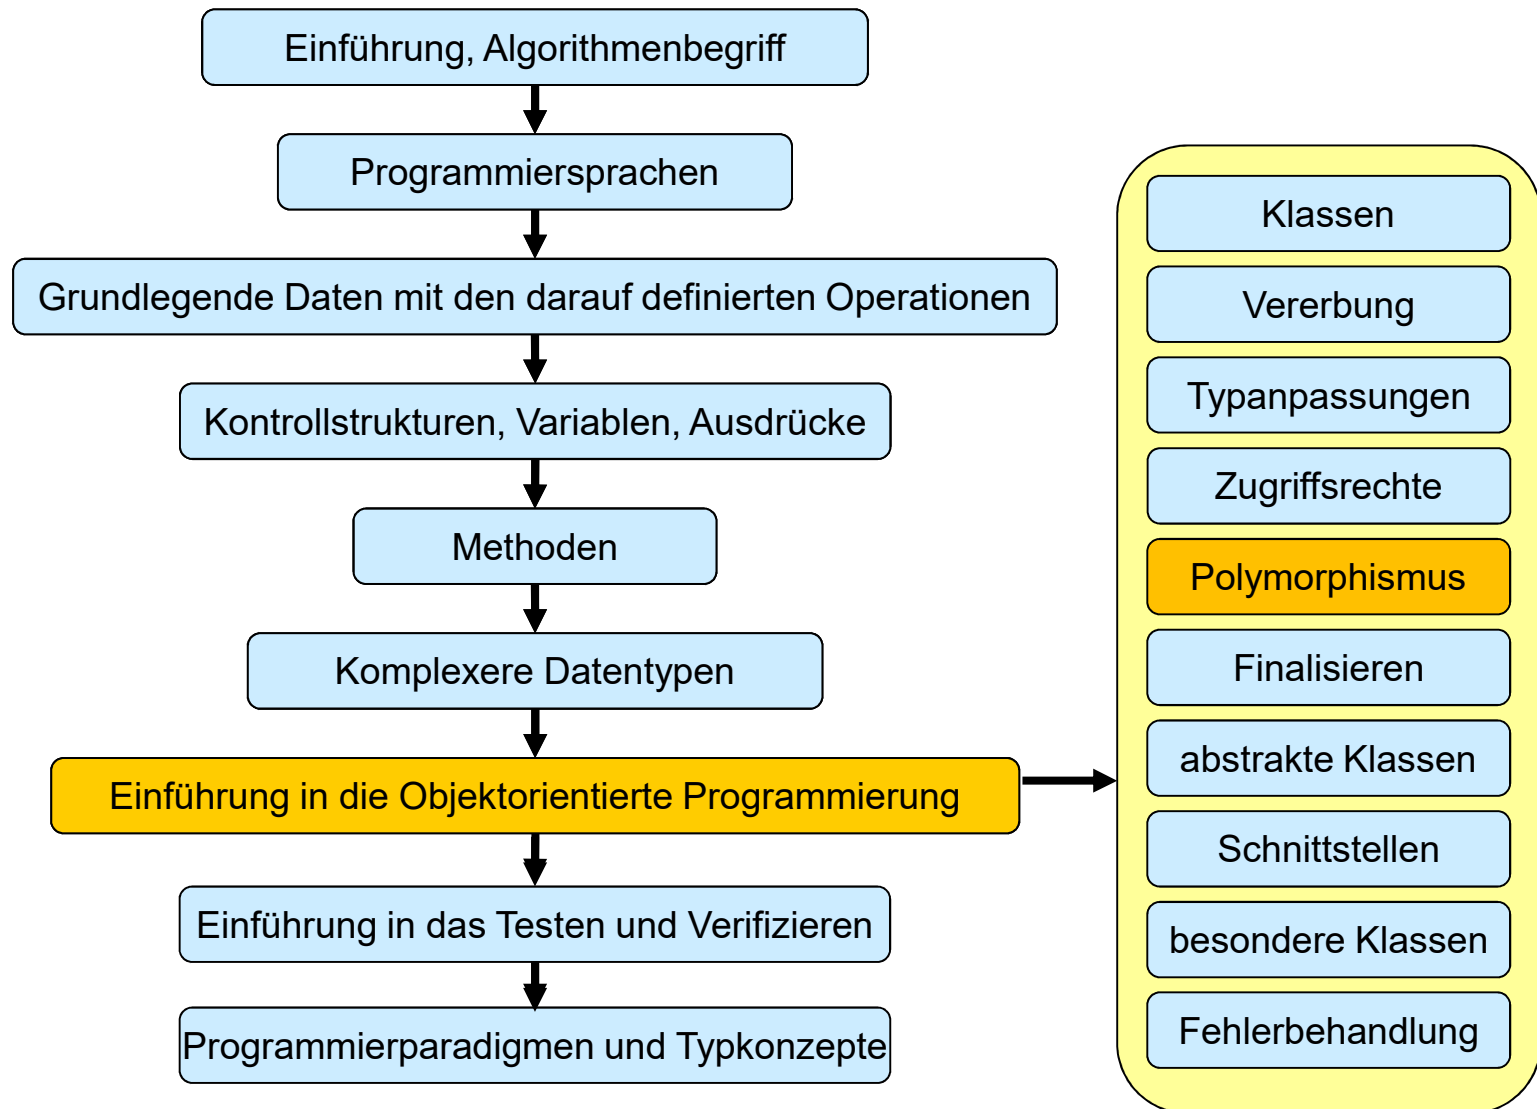 Einführung, Algorithmenbegriff
Programmiersprachen
Grundlegende Daten mit den darauf definierten Operationen
Kontrollstrukturen, Variablen, Ausdrücke
Methoden
Komplexere Datentypen
Einführung in die Objektorientierte Programmierung
Einführung in das Testen und Verifizieren
Programmierparadigmen und Typkonzepte
Klassen
Vererbung
Typanpassungen
Zugriffsrechte
Polymorphismus
Finalisieren
abstrakte Klassen
Schnittstellen
besondere Klassen
Fehlerbehandlung